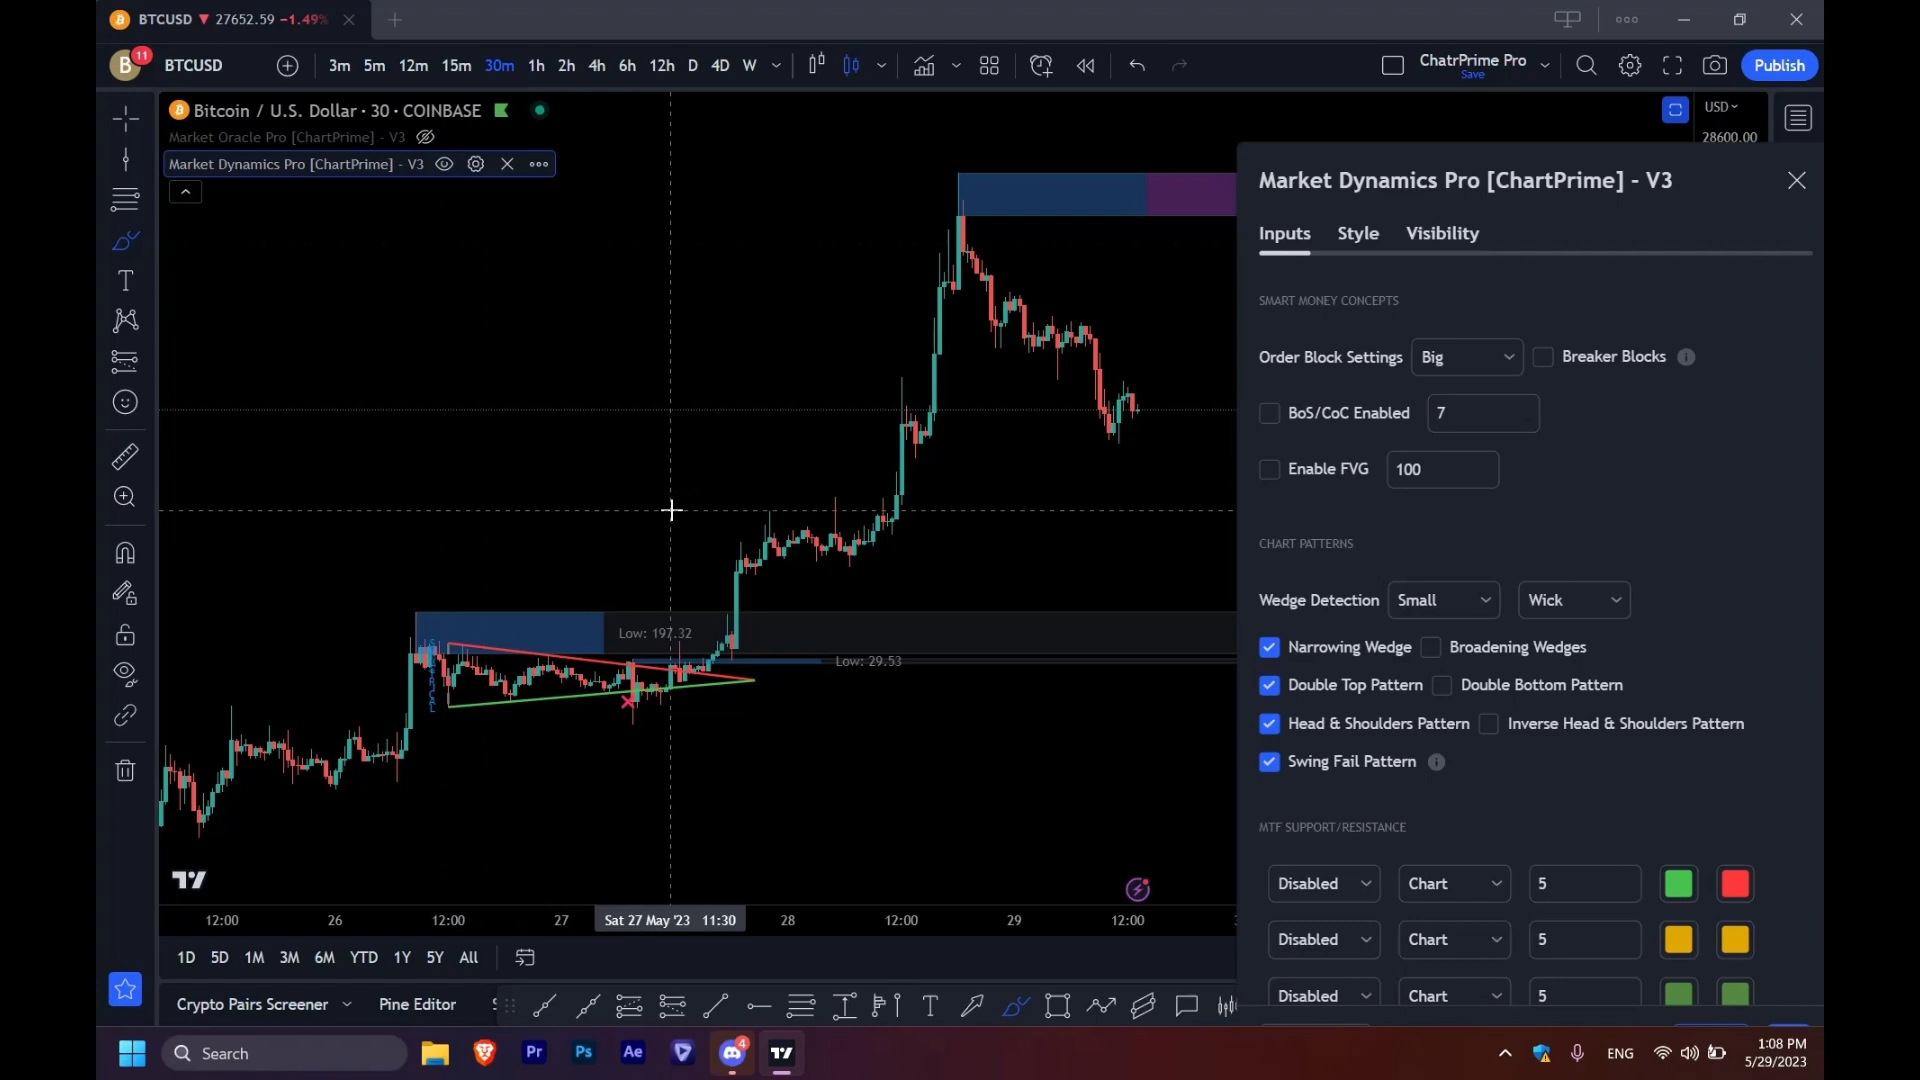 BTCUSD ▼ 27652.59 −1.49%
B 11 BTCUSD 3m 5m 12m 15m 30m 1h 2h 4h 6h 12h D 4D W ChatrPrime Pro Save Publish
Bitcoin / U.S. Dollar · 30 · COINBASE
USD
28600.00
Market Oracle Pro [ChartPrime] - V3
Market Dynamics Pro [ChartPrime] - V3
Low: 197.32
Low: 29.53
12:00 26 12:00 27 Sat 27 May '23 11:30 28 12:00 29 12:00
1D 5D 1M 3M 6M YTD 1Y 5Y All
Crypto Pairs Screener Pine Editor
Market Dynamics Pro [ChartPrime] - V3
Inputs Style Visibility
SMART MONEY CONCEPTS
Order Block Settings Big Breaker Blocks
BoS/CoC Enabled 7
Enable FVG 100
CHART PATTERNS
Wedge Detection Small Wick
Narrowing Wedge Broadening Wedges
Double Top Pattern Double Bottom Pattern
Head & Shoulders Pattern Inverse Head & Shoulders Pattern
Swing Fail Pattern
MTF SUPPORT/RESISTANCE
Disabled Chart 5
Disabled Chart 5
Disabled Chart 5
Search Pr Ps Ae 4 ENG 1:08 PM
5/29/2023